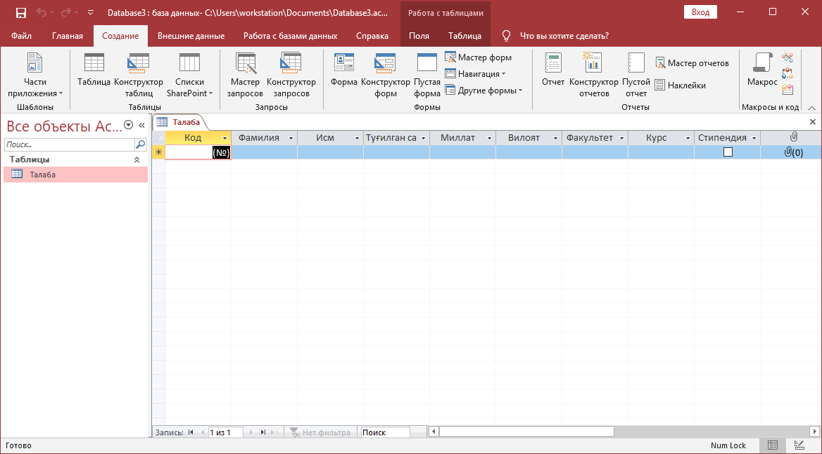 Database3 : база данных- C:\Users\workstation\Documents\Database3.ac...
Работа с таблицами
Вход
Файл Главная Создание Внешние данные Работа с базами данных Справка Поля Таблица Что вы хотите сделать?
Части приложения
Шаблоны
Таблица
Конструктор таблиц
Списки SharePoint
Таблицы
Мастер запросов
Конструктор запросов
Запросы
Форма
Конструктор форм
Пустая форма
Мастер форм
Навигация
Другие формы
Формы
Отчет
Конструктор отчетов
Пустой отчет
Мастер отчетов
Наклейки
Отчеты
Макрос
Макросы и код
Все объекты Ac...
Поиск...
Таблицы
Талаба
Талаба
Код Фамилия Исм Туғилган са Миллат Вилоят Факультет Курс Стипендия
(№) (0)
Запись: 1 из 1 Нет фильтра Поиск
Готово
Num Lock